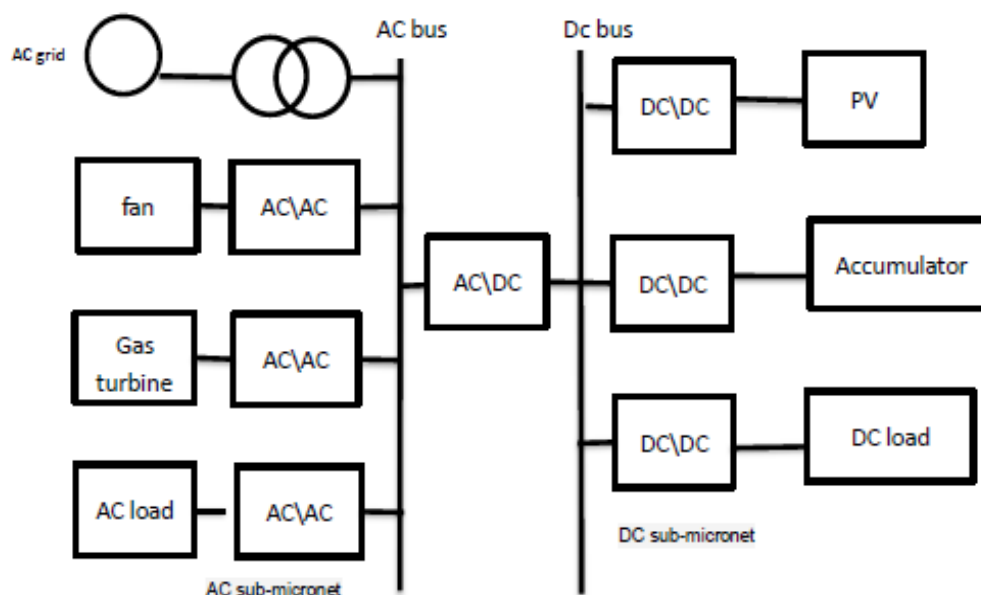 AC grid
AC bus
Dc bus
DC\DC
PV
fan
AC\AC
AC\DC
DC\DC
Accumulator
Gas
turbine
AC\AC
DC\DC
DC load
AC load
AC\AC
DC sub-micronet
AC sub-micronet